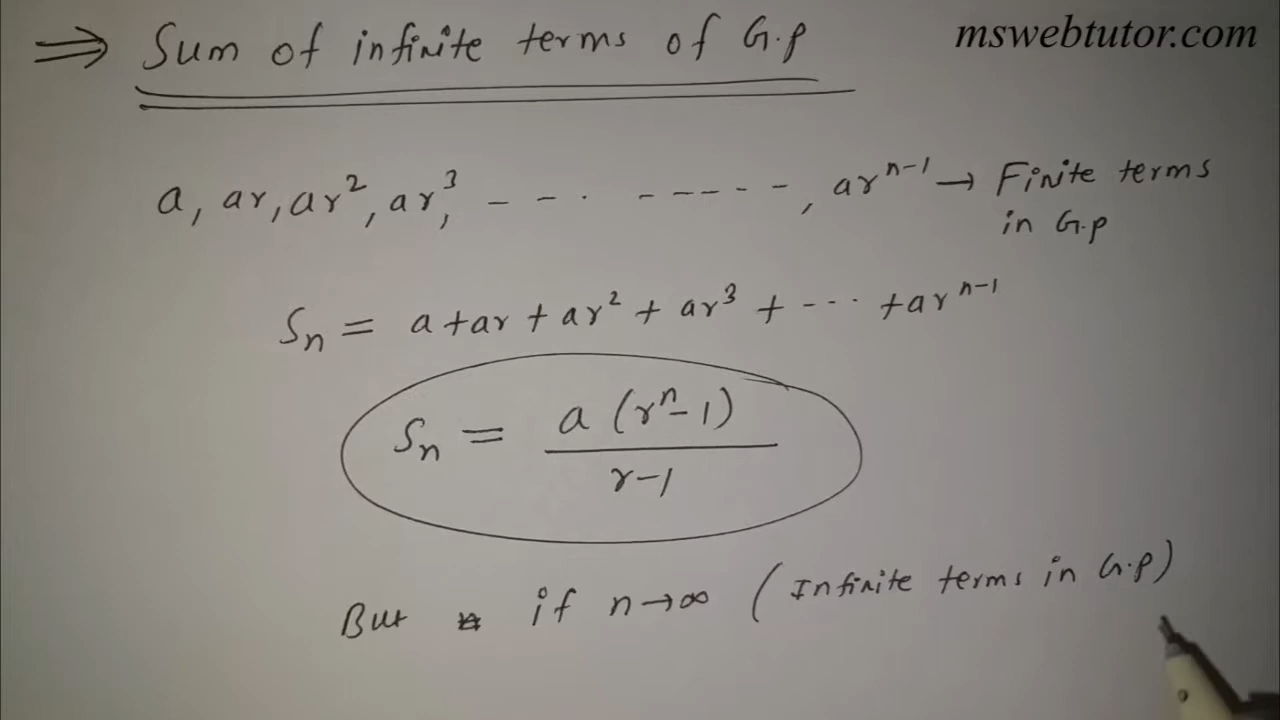 ⇒ Sum of infinite terms of G.P
mswebtutor.com
a, ar, ar², ar³, - - · - - - - -, arⁿ⁻¹ → Finite terms
in G.P
Sₙ = a + ar + ar² + ar³ + - - · · + arⁿ⁻¹
Sₙ = a (rⁿ - 1)
r - 1
But if n → ∞ (Infinite terms in G.P)